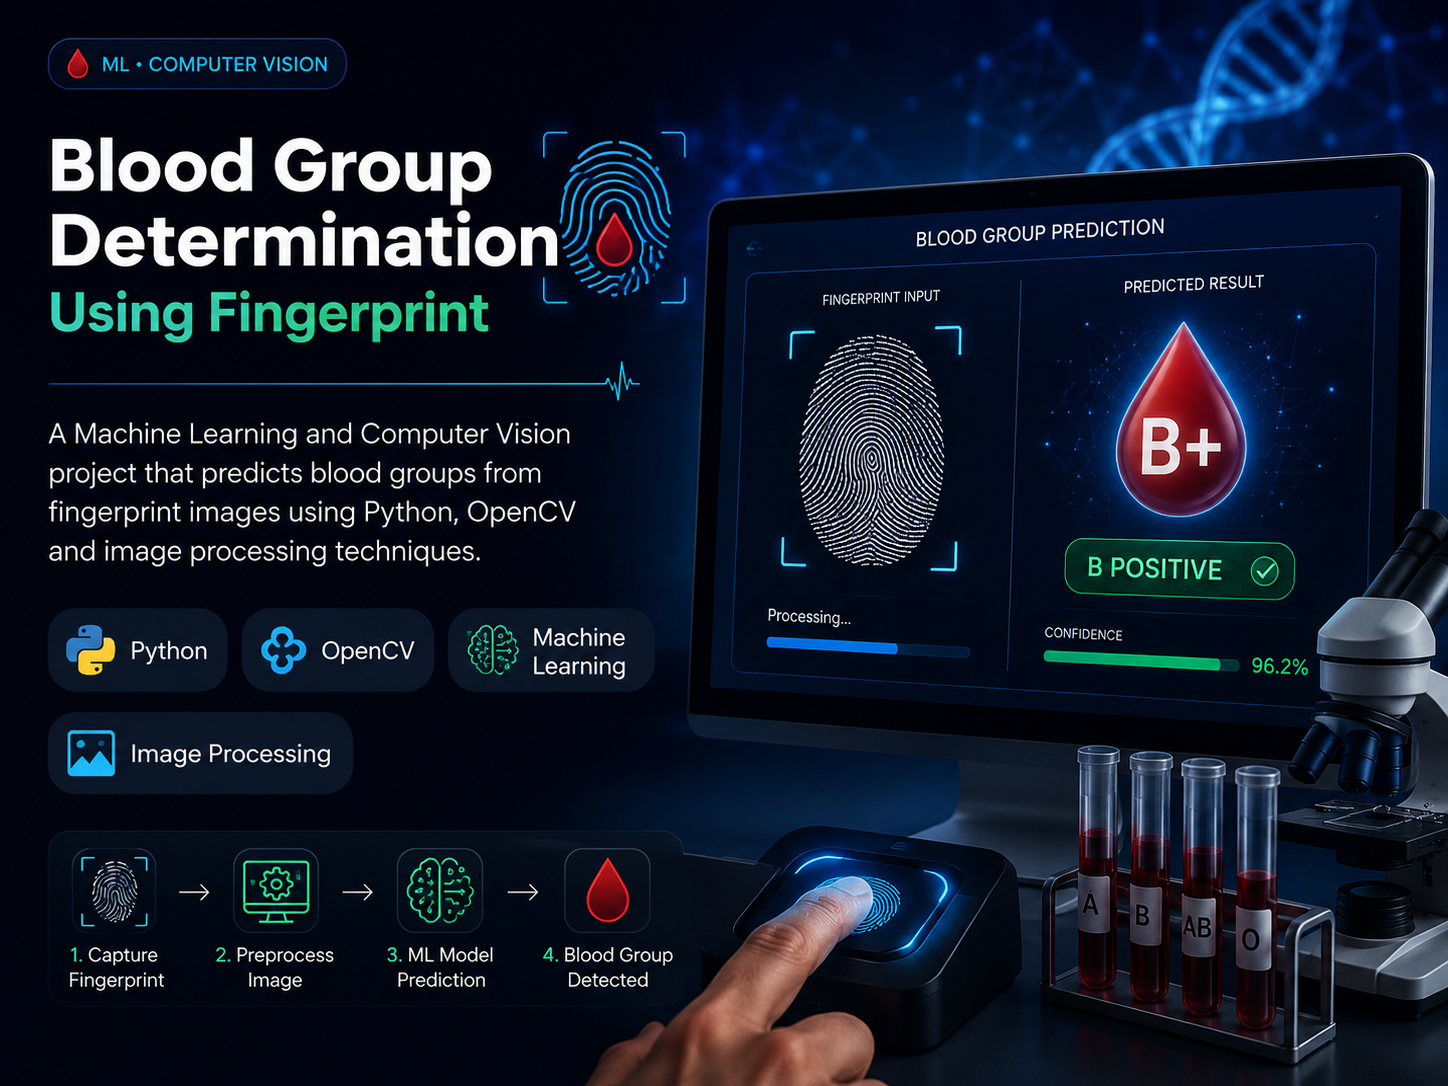 ML • COMPUTER VISION
Blood Group
Determination
Using Fingerprint
A Machine Learning and Computer Vision
project that predicts blood groups from
fingerprint images using Python, OpenCV
and image processing techniques.
Python
OpenCV
Machine
Learning
Image Processing
1. Capture
Fingerprint
2. Preprocess
Image
3. ML Model
Prediction
4. Blood Group
Detected
BLOOD GROUP PREDICTION
FINGERPRINT INPUT
Processing...
PREDICTED RESULT
B+
B POSITIVE
CONFIDENCE
96.2%
A
B
AB
O